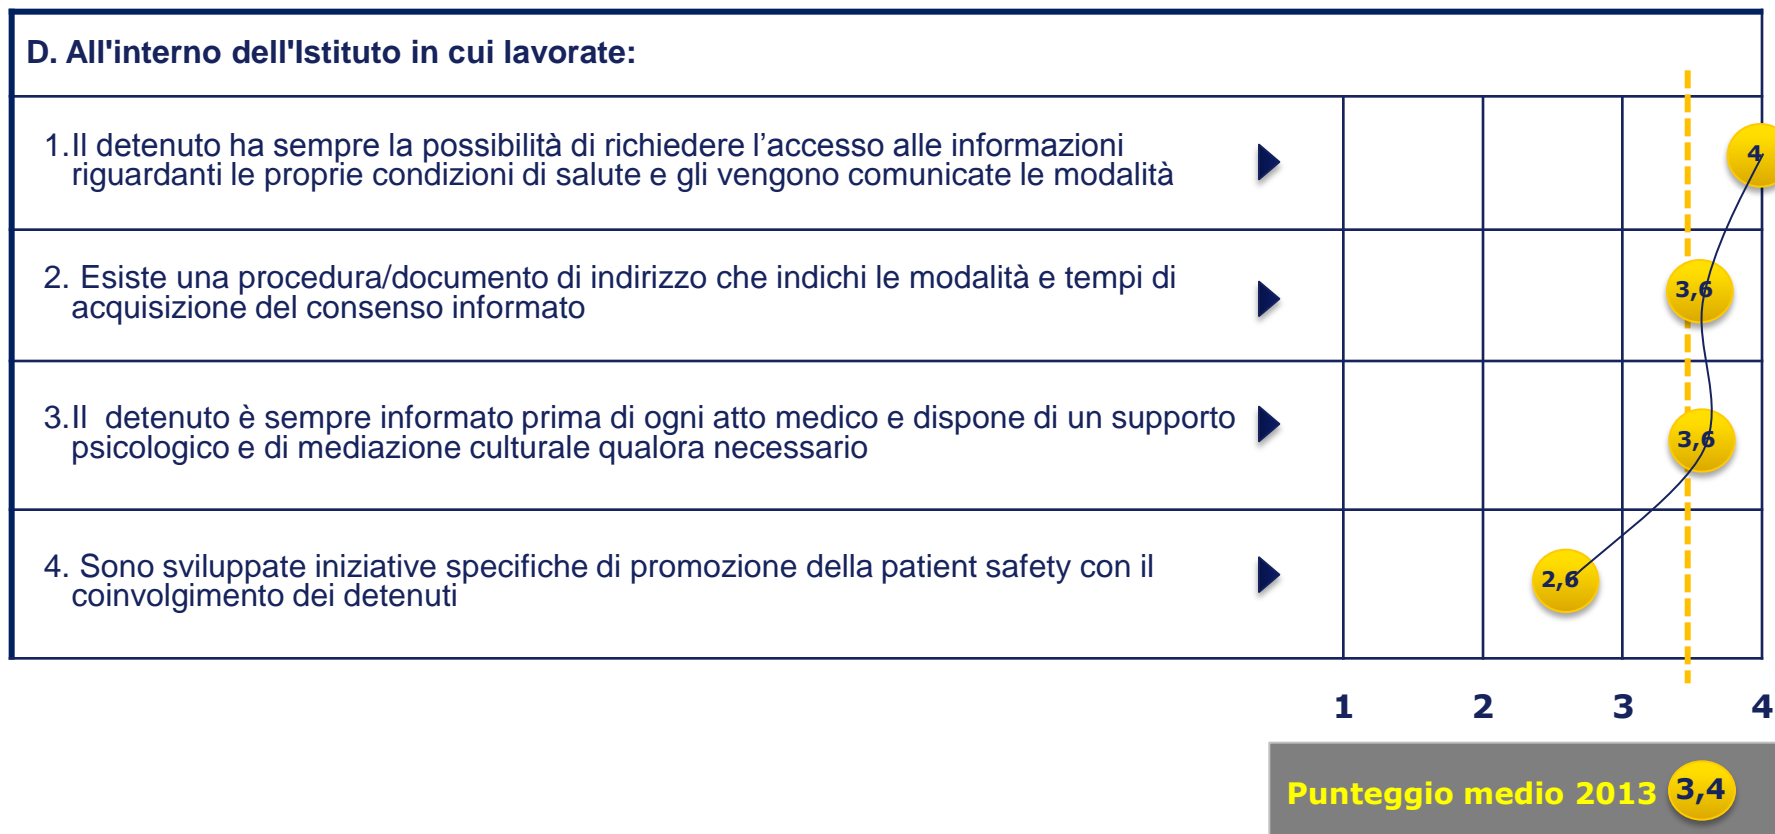 D. All'interno dell'Istituto in cui lavorate:
1.Il detenuto ha sempre la possibilità di richiedere l’accesso alle informazioni
riguardanti le proprie condizioni di salute e gli vengono comunicate le modalità
4
2. Esiste una procedura/documento di indirizzo che indichi le modalità e tempi di
acquisizione del consenso informato
3,6
3.Il detenuto è sempre informato prima di ogni atto medico e dispone di un supporto
psicologico e di mediazione culturale qualora necessario
3,6
4. Sono sviluppate iniziative specifiche di promozione della patient safety con il
coinvolgimento dei detenuti
2,6
1 2 3 4
Punteggio medio 2013 3,4